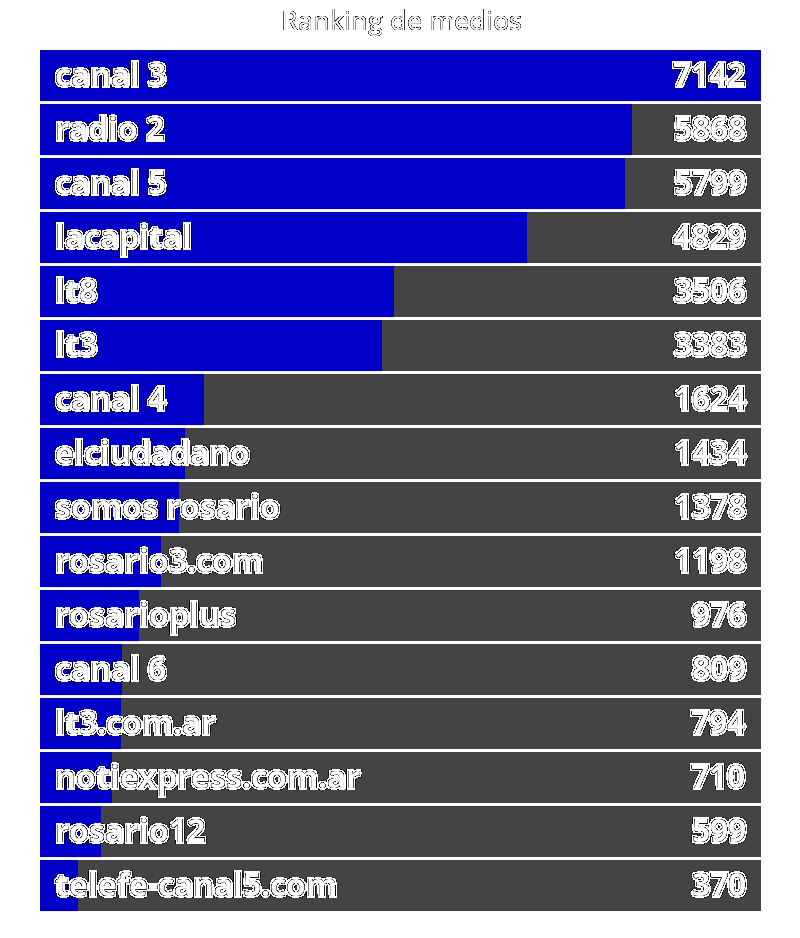 Ranking de medios
canal 3 7142
radio 2 5868
canal 5 5799
lacapital 4829
lt8 3506
lt3 3383
canal 4 1624
elciudadano 1434
somos rosario 1378
rosario3.com 1198
rosarioplus 976
canal 6 809
lt3.com.ar 794
notiexpress.com.ar 710
rosario12 599
telefe-canal5.com 370